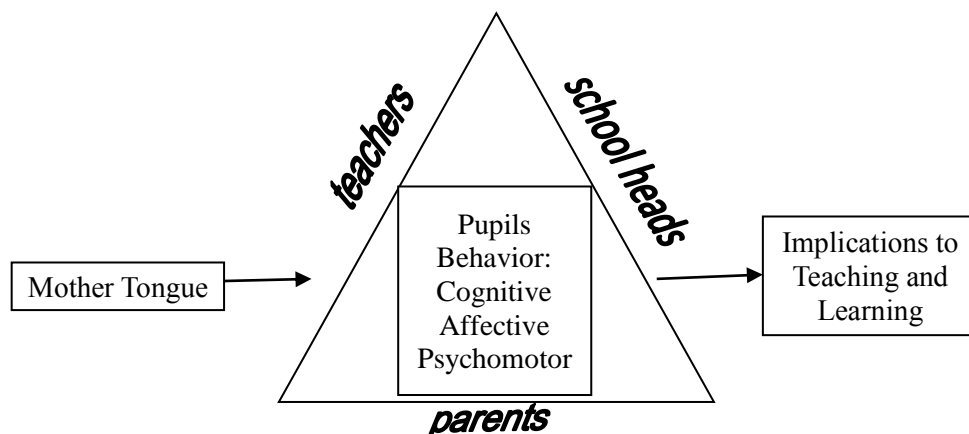 teachers
school heads
Pupils
Behavior:
Cognitive
Affective
Psychomotor
Mother Tongue
Implications to
Teaching and
Learning
parents